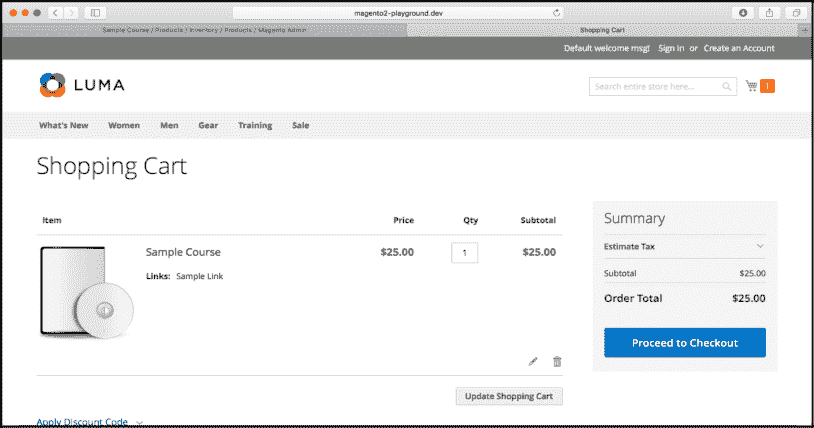 magento2-playground.dev
Sample Course / Products / Inventory / Products / Magento Admin
Shopping Cart
Default welcome msg! Sign In or Create an Account
LUMA
Search entire store here...
1
What's New Women Men Gear Training Sale
Shopping Cart
Item Price Qty Subtotal
Sample Course $25.00 1 $25.00
Links: Sample Link
Summary
Estimate Tax
Subtotal $25.00
Order Total $25.00
Proceed to Checkout
Update Shopping Cart
Apply Discount Code